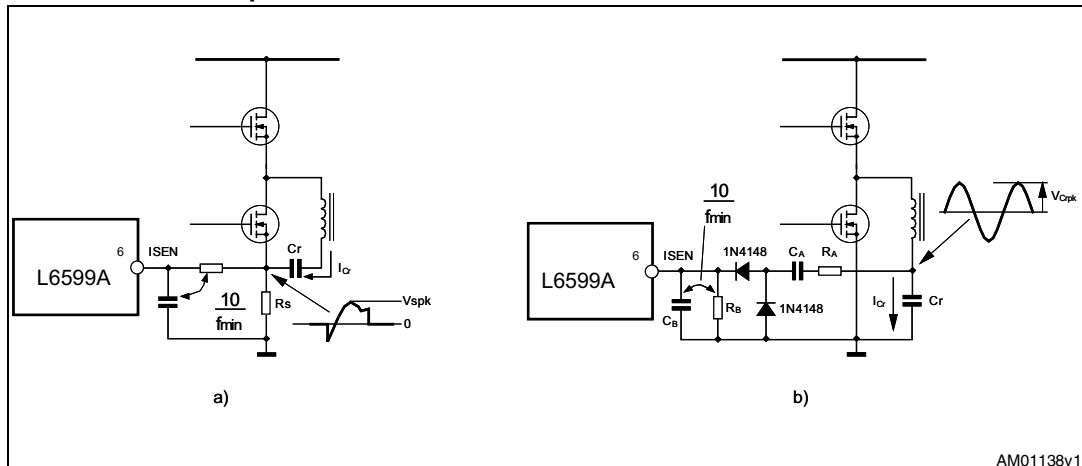 L6599A
6
ISEN
10
fmin
Cr
ICr
Rs
Vspk
0
a)
L6599A
6
ISEN
10
fmin
1N4148
CA
RA
CB
RB
1N4148
ICr
Cr
VCrpk
b)
AM01138v1